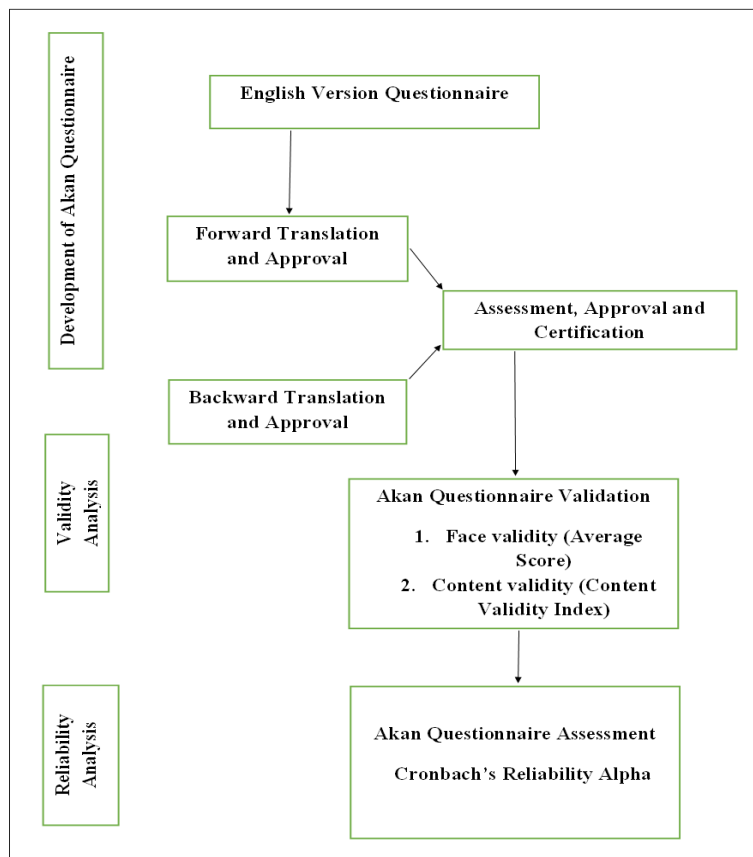 Development of Akan Questionnaire
English Version Questionnaire
Forward Translation
and Approval
Assessment, Approval and
Certification
Backward Translation
and Approval
Validity
Analysis
Akan Questionnaire Validation
1. Face validity (Average
Score)
2. Content validity (Content
Validity Index)
Reliability
Analysis
Akan Questionnaire Assessment
Cronbach's Reliability Alpha